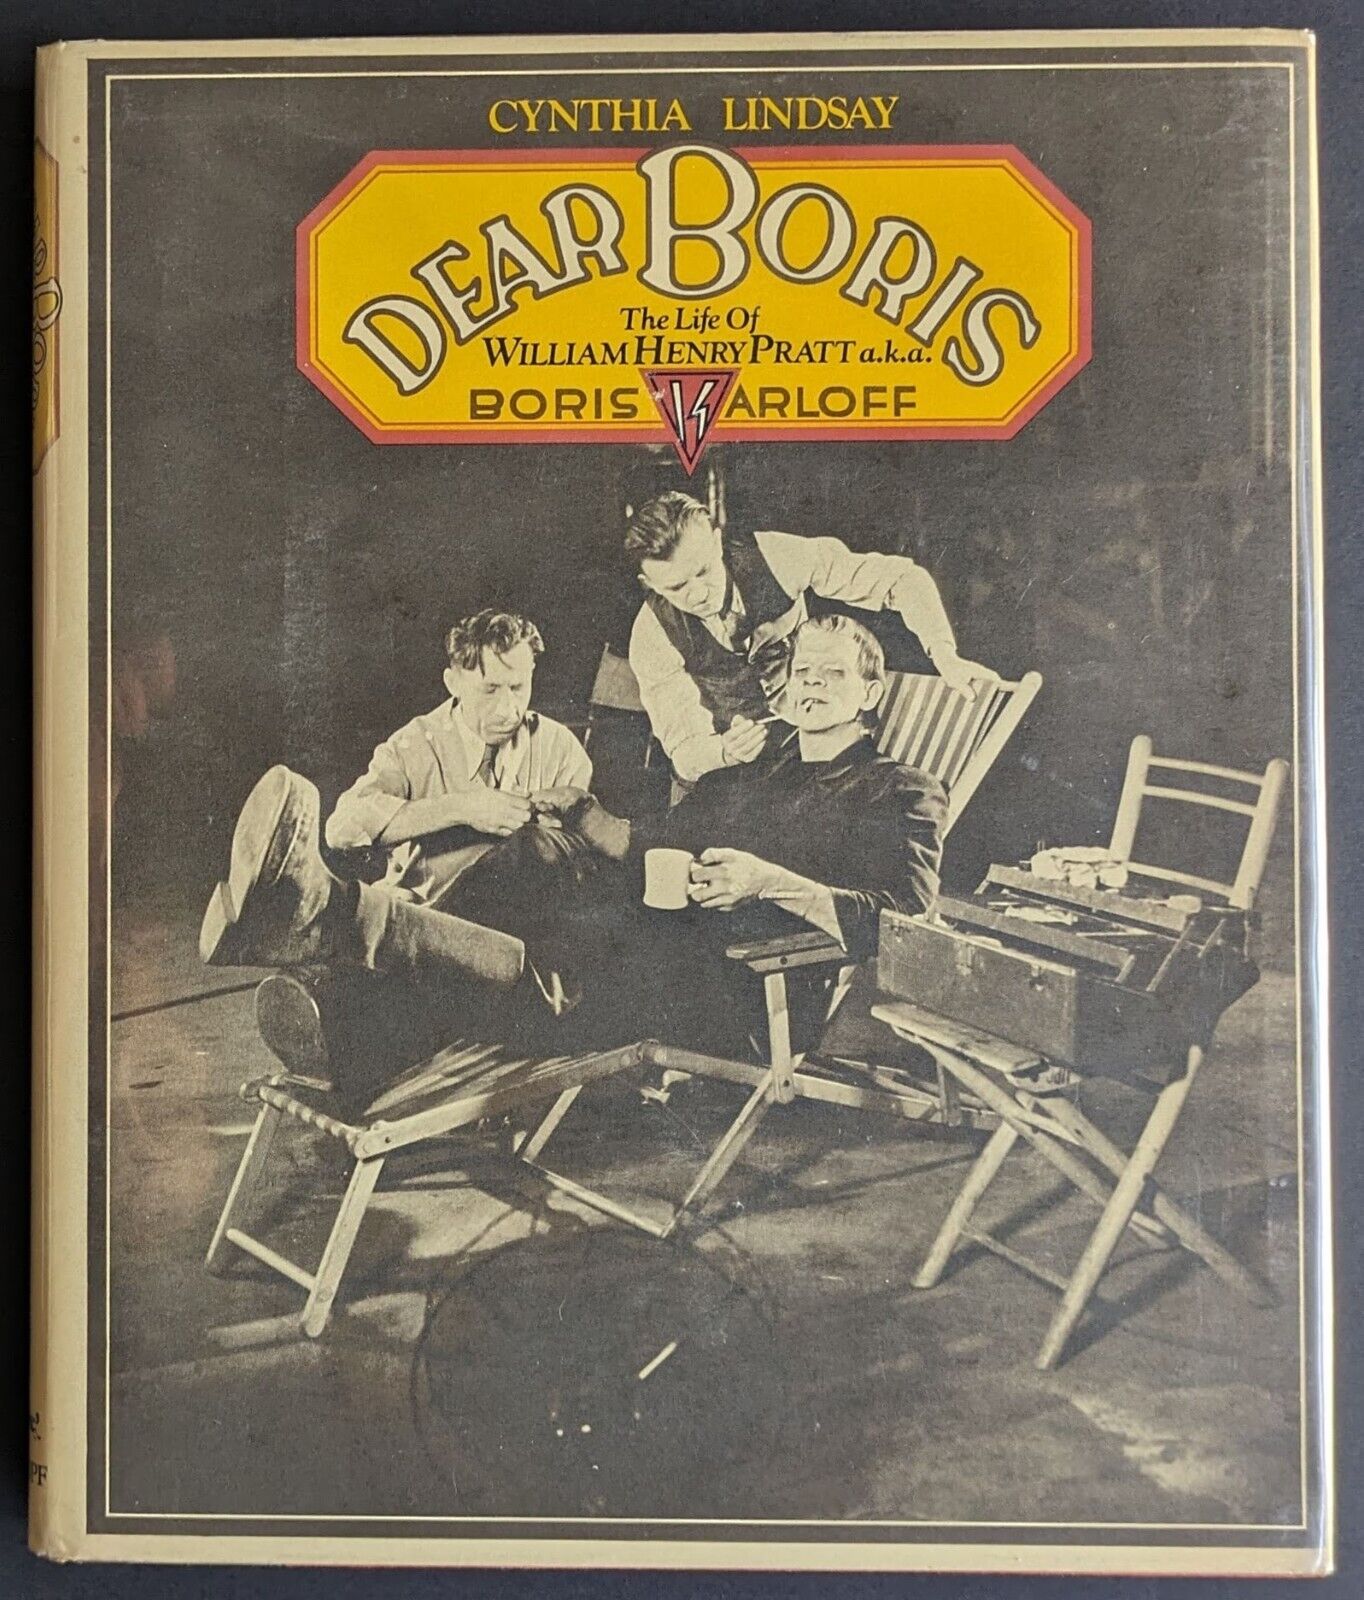 CYNTHIA LINDSAY
DEAR BORIS
The Life Of
WILLIAM HENRY PRATT a.k.a.
BORIS KARLOFF